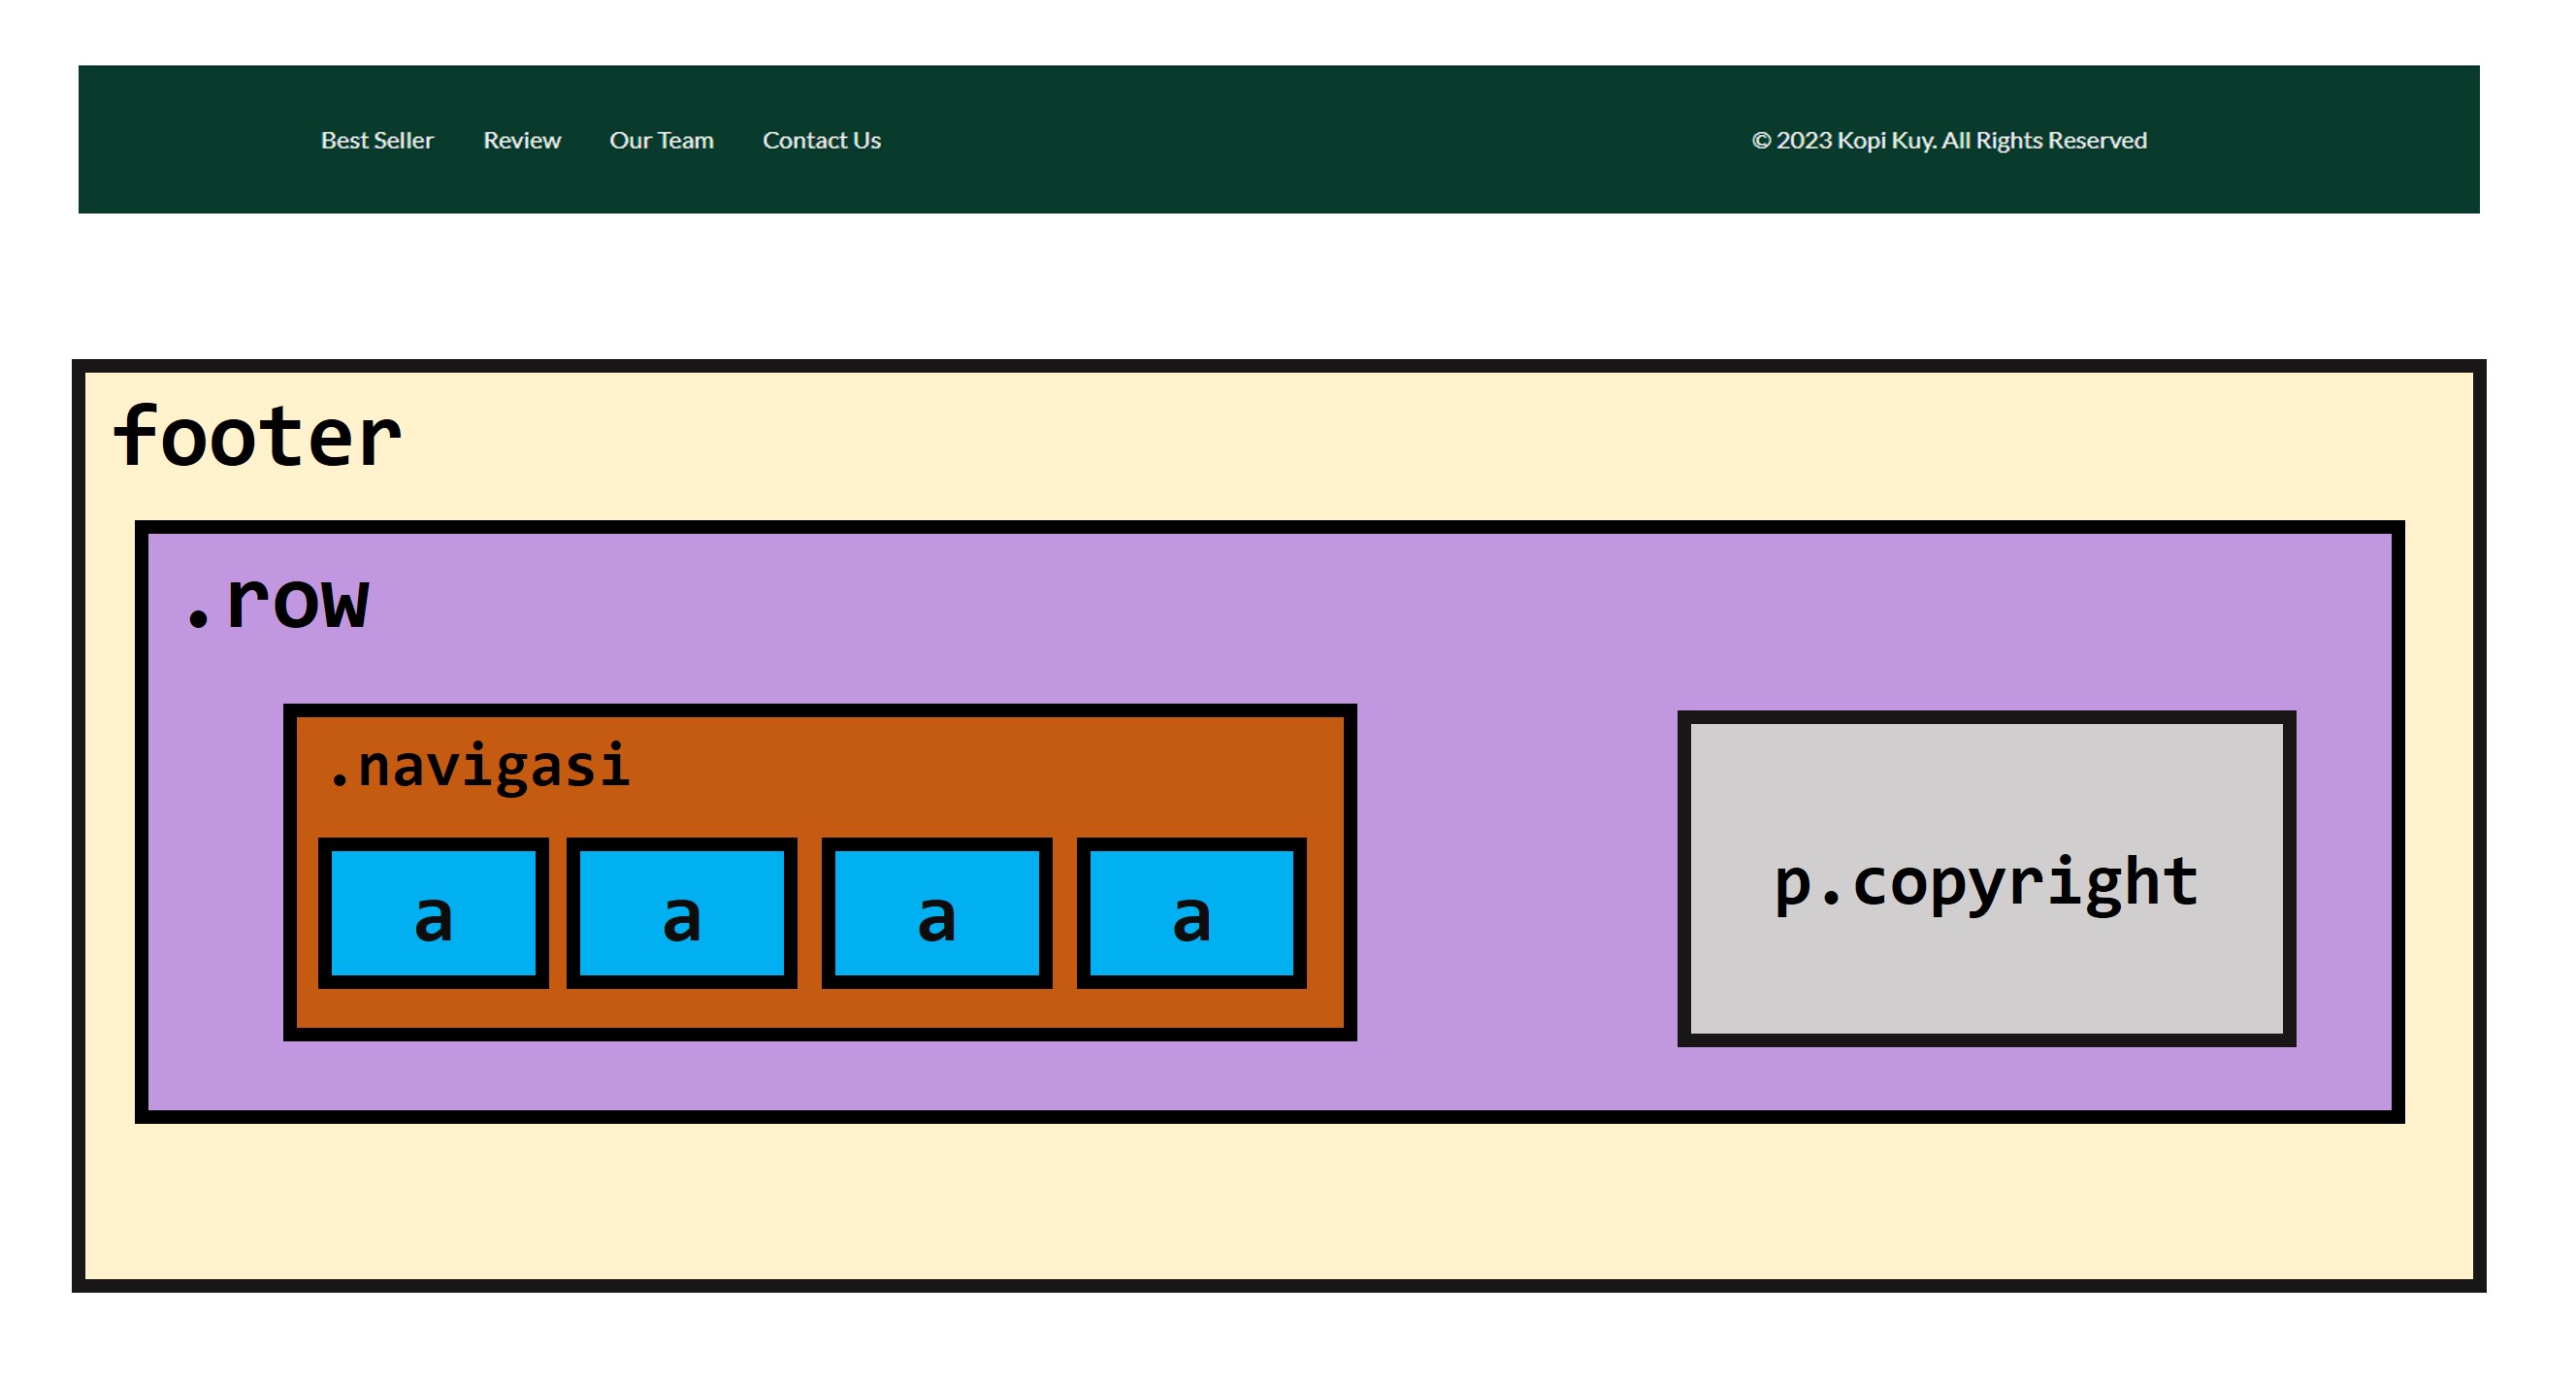 Best Seller Review Our Team Contact Us © 2023 Kopi Kuy. All Rights Reserved
footer
.row
.navigasi
a a a a
p.copyright